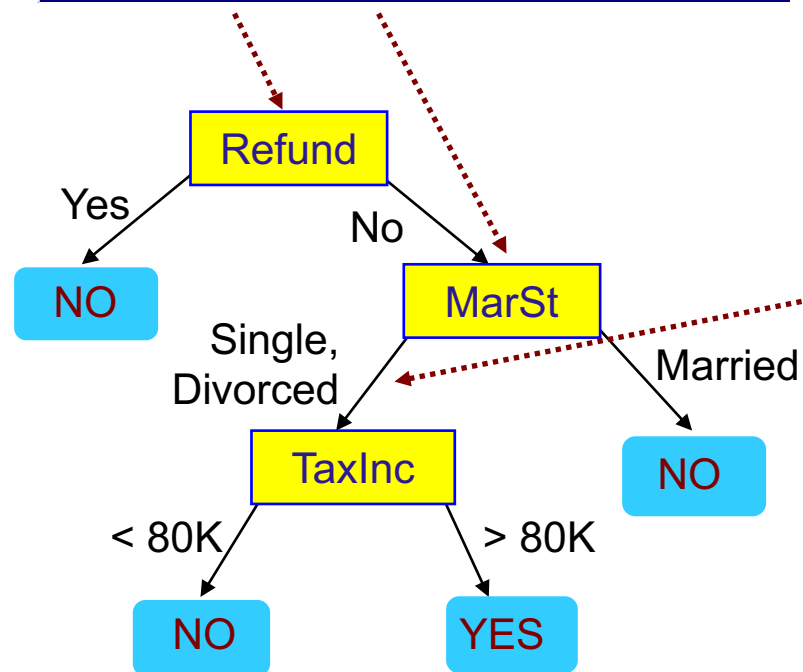 Refund
Yes
No
NO
MarSt
Single,
Divorced
Married
TaxInc
NO
< 80K
> 80K
NO
YES